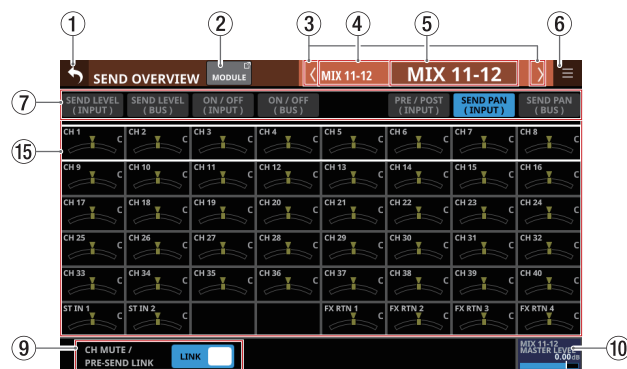 1 2 3 4 5 6
SEND OVERVIEW MODULE MIX 11-12 MIX 11-12
7
SEND LEVEL (INPUT) SEND LEVEL (BUS) ON / OFF (INPUT) ON / OFF (BUS) PRE / POST (INPUT) SEND PAN (INPUT) SEND PAN (BUS)
15
CH 1 C CH 2 C CH 3 C CH 4 C CH 5 C CH 6 C CH 7 C CH 8 C
CH 9 C CH 10 C CH 11 C CH 12 C CH 13 C CH 14 C CH 15 C CH 16 C
CH 17 C CH 18 C CH 19 C CH 20 C CH 21 C CH 22 C CH 23 C CH 24 C
CH 25 C CH 26 C CH 27 C CH 28 C CH 29 C CH 30 C CH 31 C CH 32 C
CH 33 C CH 34 C CH 35 C CH 36 C CH 37 C CH 38 C CH 39 C CH 40 C
ST IN 1 C ST IN 2 C FX RTN 1 C FX RTN 2 C FX RTN 3 C FX RTN 4 C
9
CH MUTE /
PRE-SEND LINK
LINK
MIX 11-12
MASTER LEVEL
0.00dB
10